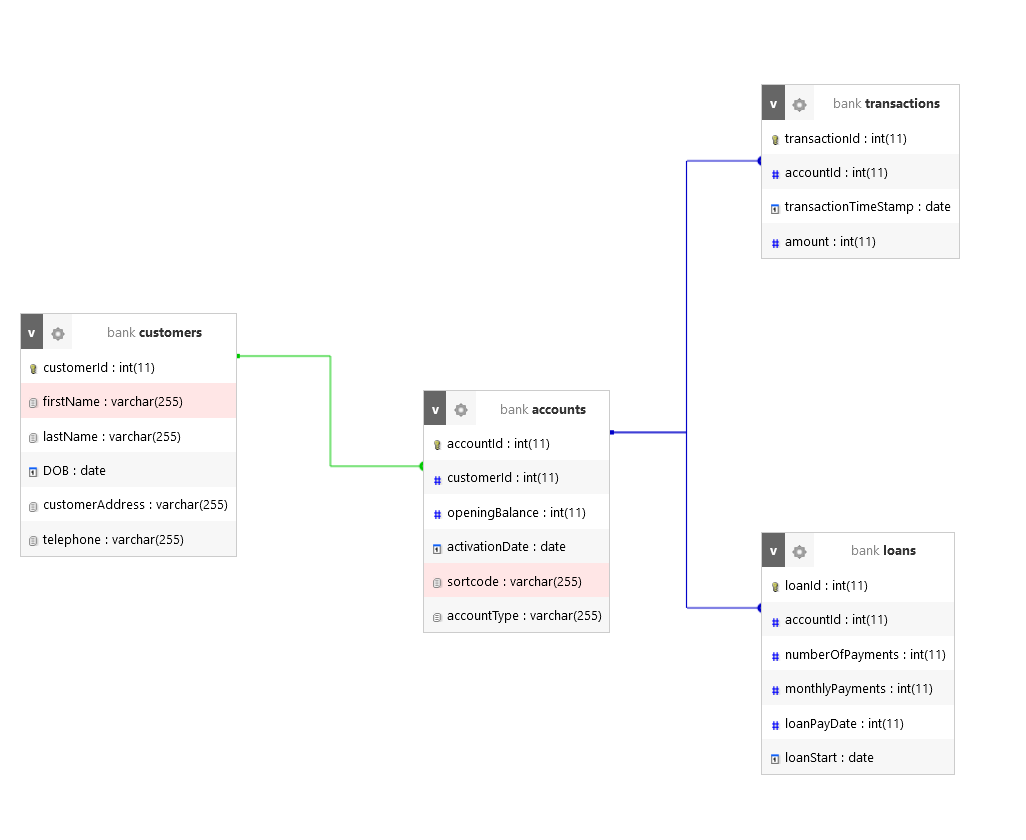 v bank customers
customerId : int(11)
firstName : varchar(255)
lastName : varchar(255)
DOB : date
customerAddress : varchar(255)
telephone : varchar(255)
v bank accounts
accountId : int(11)
customerId : int(11)
openingBalance : int(11)
activationDate : date
sortcode : varchar(255)
accountType : varchar(255)
v bank transactions
transactionId : int(11)
accountId : int(11)
transactionTimeStamp : date
amount : int(11)
v bank loans
loanId : int(11)
accountId : int(11)
numberOfPayments : int(11)
monthlyPayments : int(11)
loanPayDate : int(11)
loanStart : date